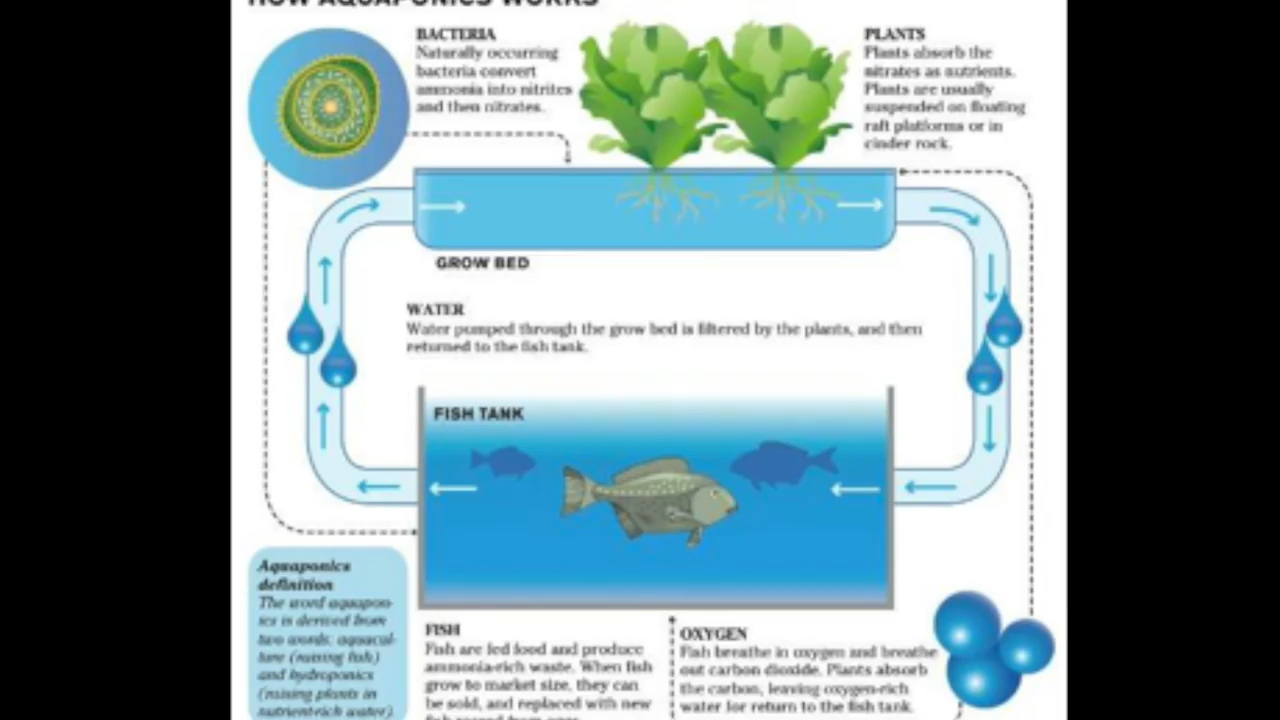 HOW AQUAPONICS WORKS
BACTERIA
Naturally occurring
bacteria convert
ammonia into nitrites
and then nitrates.
PLANTS
Plants absorb the
nitrates as nutrients.
Plants are usually
suspended on floating
raft platforms or in
cinder rock.
GROW BED
WATER
Water pumped through the grow bed is filtered by the plants, and then
returned to the fish tank.
FISH TANK
Aquaponics
definition
The word aquapon-
ics is derived from
two words: aquacul-
ture (raising fish)
and hydroponics
(raising plants in
nutrient-rich water).
FISH
Fish are fed food and produce
ammonia-rich waste. When fish
grow to market size, they can
be sold, and replaced with new
OXYGEN
Fish breathe in oxygen and breathe
out carbon dioxide. Plants absorb
the carbon, leaving oxygen-rich
water for return to the fish tank.